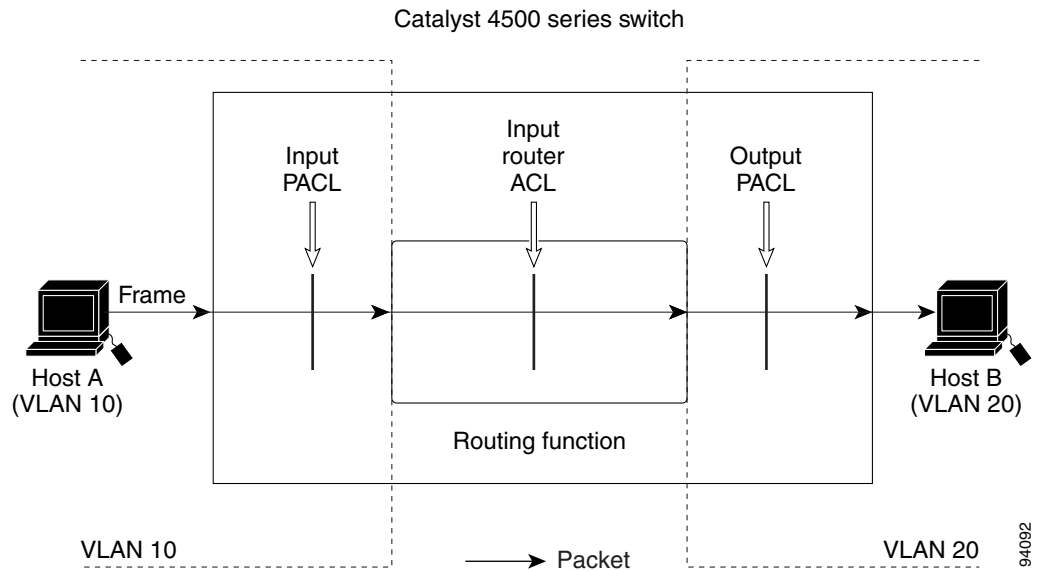 Catalyst 4500 series switch
Input
PACL
Input
router
ACL
Output
PACL
Frame
Host A
(VLAN 10)
Host B
(VLAN 20)
Routing function
VLAN 10
Packet
VLAN 20
94092